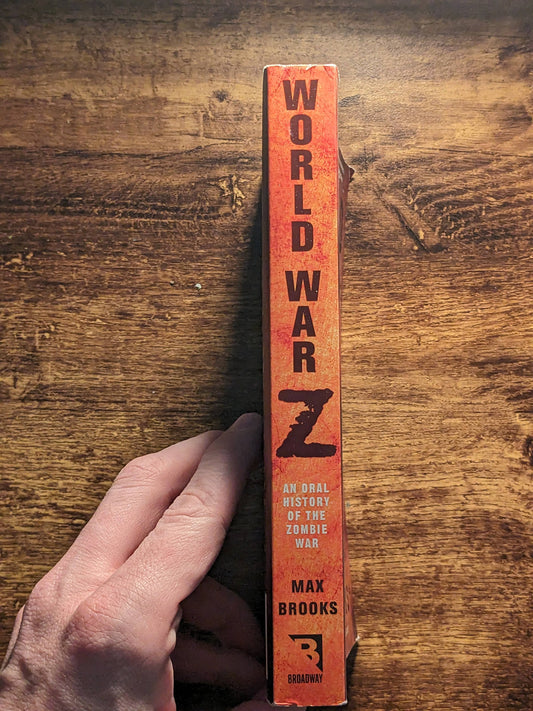 WORLD WAR
Z
AN ORAL
HISTORY
OF THE
ZOMBIE
WAR
MAX
BROOKS
B
BROADWAY